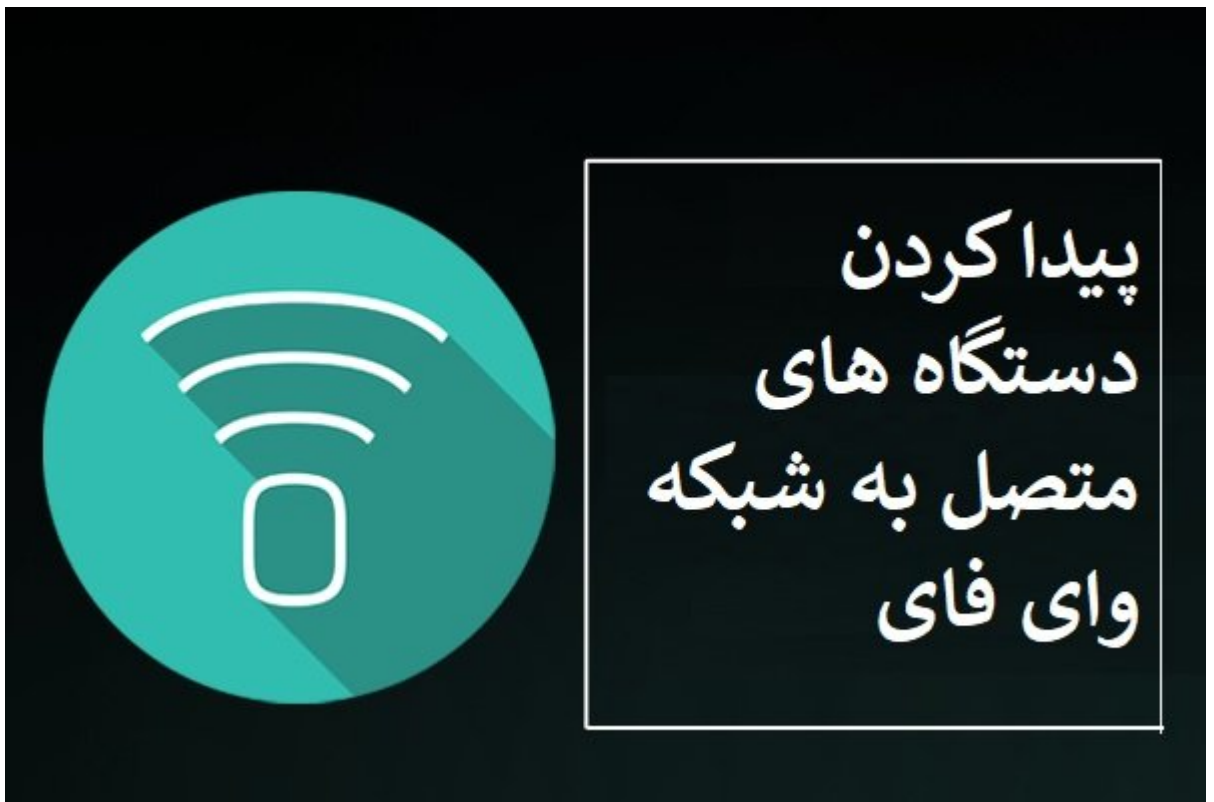 پیدا کردن
دستگاه های
متصل به شبکه
وای فای